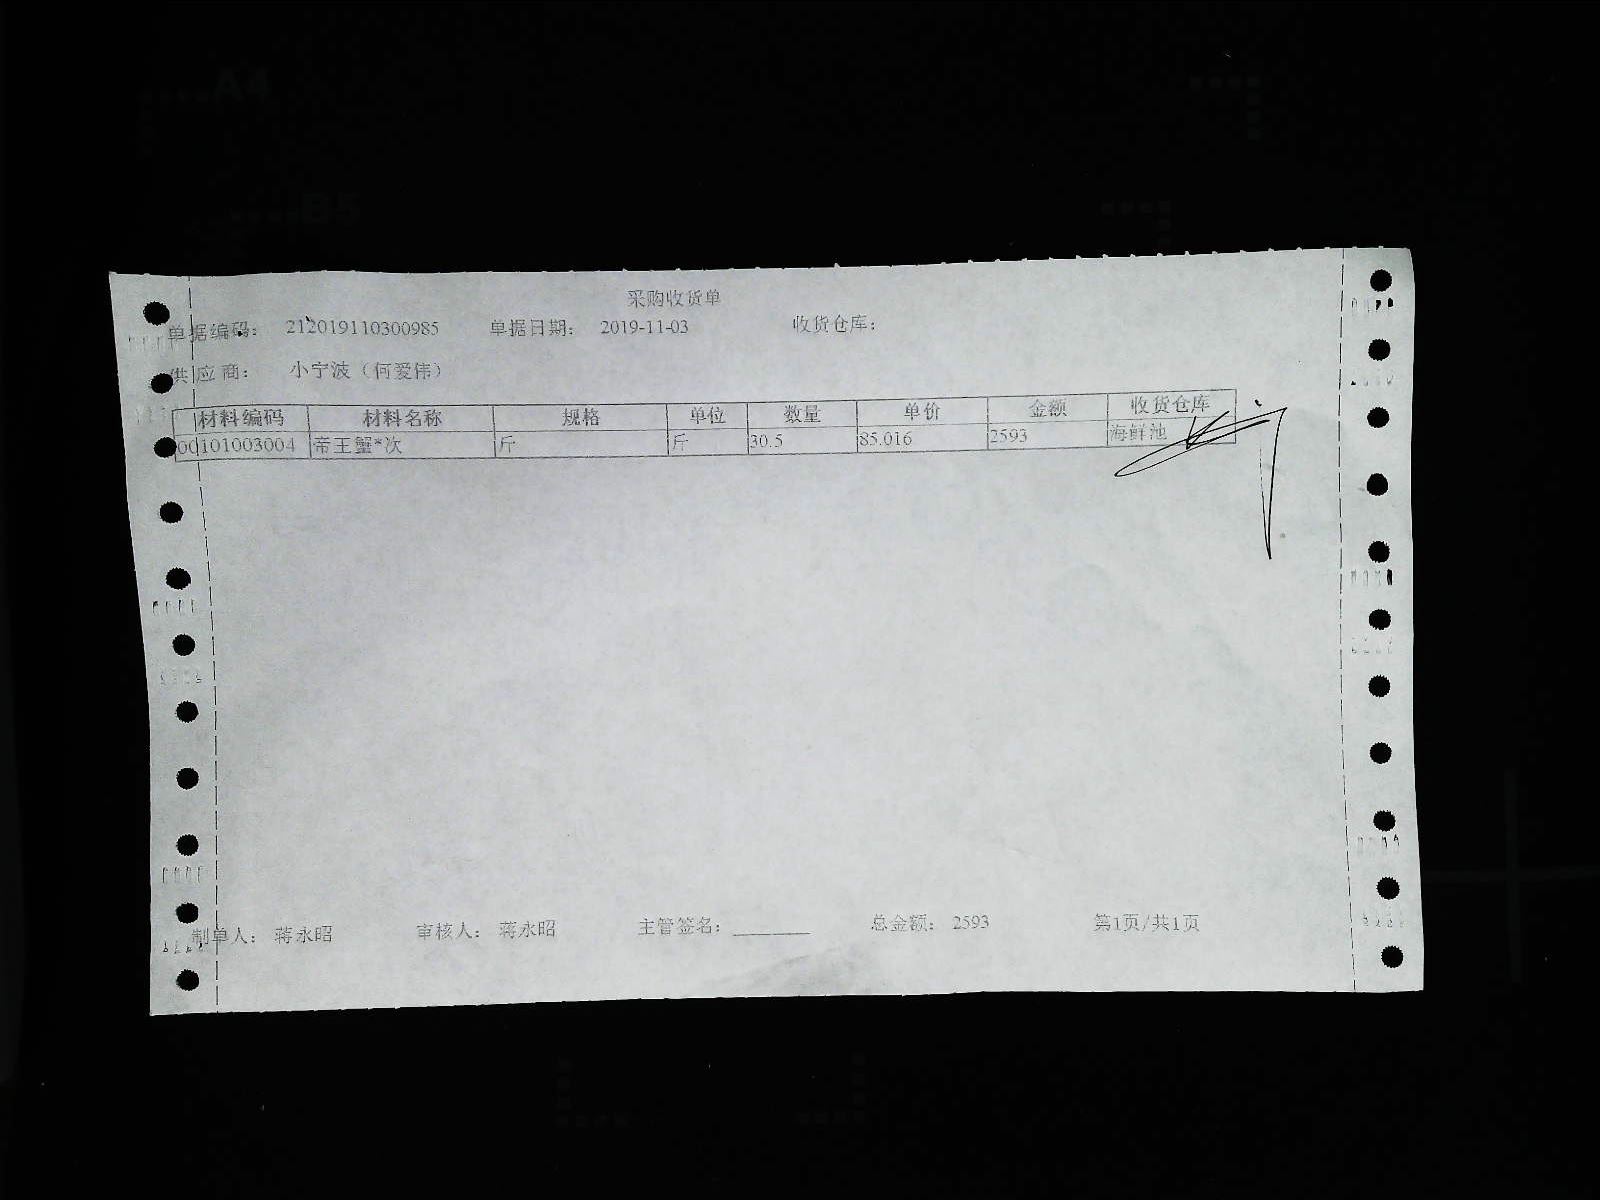 采购收货单
单据编码： 212019110300985 单据日期： 2019-11-03 收货仓库：
供应商： 小宁波（何爱伟）
材料编码 材料名称 规格 单位 数量 单价 金额 收货仓库
00101003004 帝王蟹*次 斤 斤 30.5 85.016 2593 海鲜池
制单人： 蒋永昭 审核人： 蒋永昭 主管签名：________ 总金额： 2593 第1页/共1页